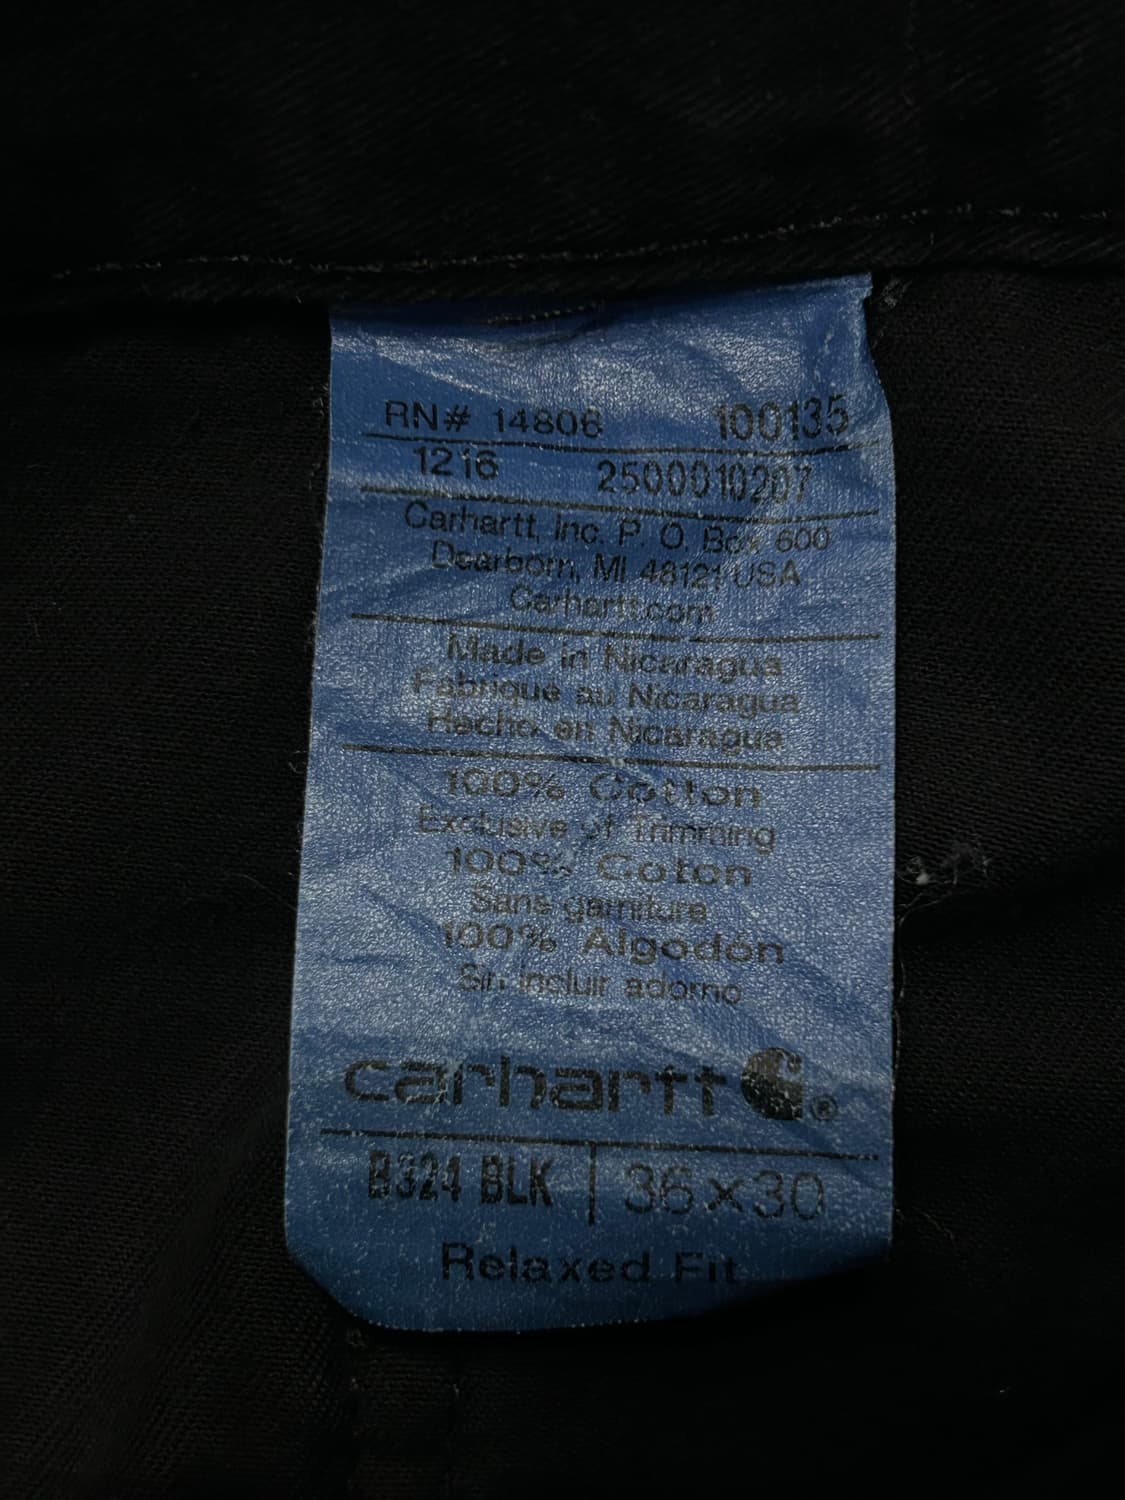 RN# 14806 100135
1216 2500010207
Carhartt, Inc. P. O. Box 600
Dearborn, MI 48121 USA
Carhartt.com
Made in Nicaragua
Fabrique au Nicaragua
Hecho en Nicaragua
100% Cotton
Exclusive of Trimming
100% Coton
Sans garniture
100% Algodón
Sin incluir adorno
carhartt ®
B324 BLK | 36x30
Relaxed Fit